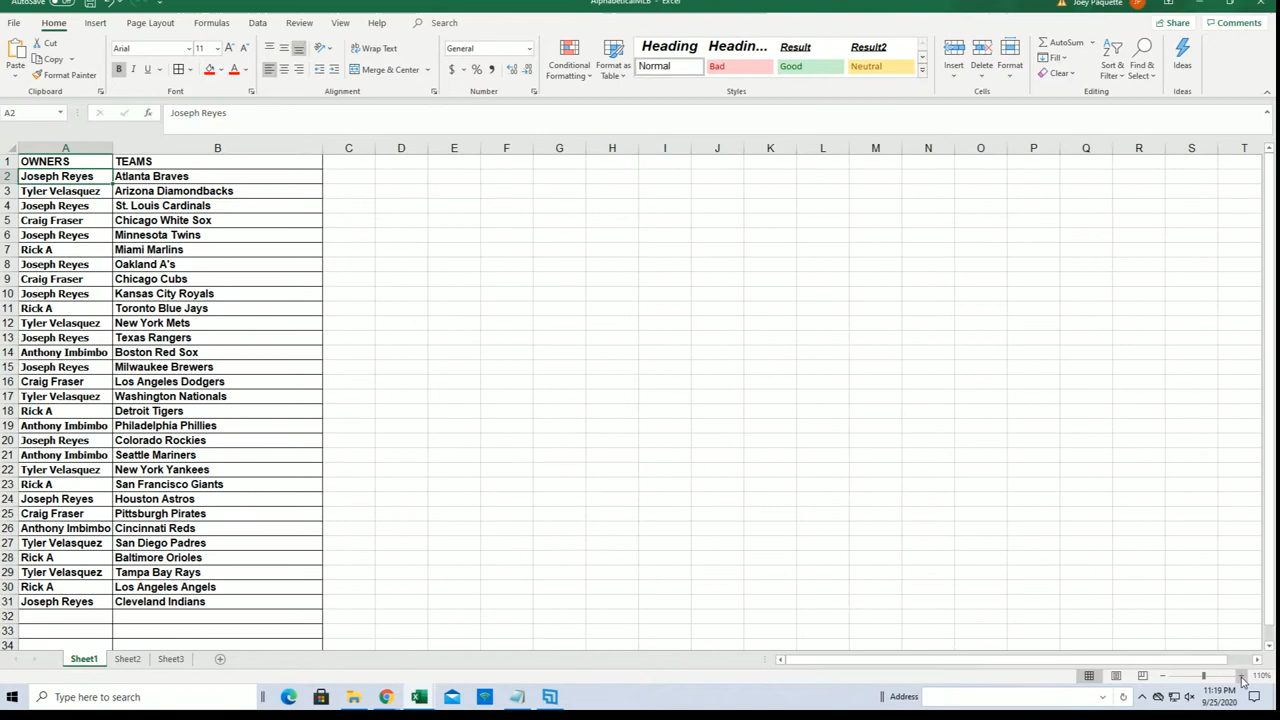 AutoSave Off AlphabeticalMLB - Excel Joey Paquette JP
File Home Insert Page Layout Formulas Data Review View Help Search Share Comments
Paste Cut Copy Format Painter Clipboard
Arial 11 B I U Font
Wrap Text Merge & Center Alignment
General $ % , Number
Conditional Formatting Format as Table Heading Headin... Result Result2
Normal Bad Good Neutral Styles
Insert Delete Format Cells
AutoSum Fill Clear Sort & Filter Find & Select Editing
Ideas Ideas
A2 fx Joseph Reyes
A B C D E F G H I J K L M N O P Q R S T
1 OWNERS TEAMS
2 Joseph Reyes Atlanta Braves
3 Tyler Velasquez Arizona Diamondbacks
4 Joseph Reyes St. Louis Cardinals
5 Craig Fraser Chicago White Sox
6 Joseph Reyes Minnesota Twins
7 Rick A Miami Marlins
8 Joseph Reyes Oakland A's
9 Craig Fraser Chicago Cubs
10 Joseph Reyes Kansas City Royals
11 Rick A Toronto Blue Jays
12 Tyler Velasquez New York Mets
13 Joseph Reyes Texas Rangers
14 Anthony Imbimbo Boston Red Sox
15 Joseph Reyes Milwaukee Brewers
16 Craig Fraser Los Angeles Dodgers
17 Tyler Velasquez Washington Nationals
18 Rick A Detroit Tigers
19 Anthony Imbimbo Philadelphia Phillies
20 Joseph Reyes Colorado Rockies
21 Anthony Imbimbo Seattle Mariners
22 Tyler Velasquez New York Yankees
23 Rick A San Francisco Giants
24 Joseph Reyes Houston Astros
25 Craig Fraser Pittsburgh Pirates
26 Anthony Imbimbo Cincinnati Reds
27 Tyler Velasquez San Diego Padres
28 Rick A Baltimore Orioles
29 Tyler Velasquez Tampa Bay Rays
30 Rick A Los Angeles Angels
31 Joseph Reyes Cleveland Indians
32
33
34
Sheet1 Sheet2 Sheet3
110%
Type here to search Address 11:19 PM
9/25/2020